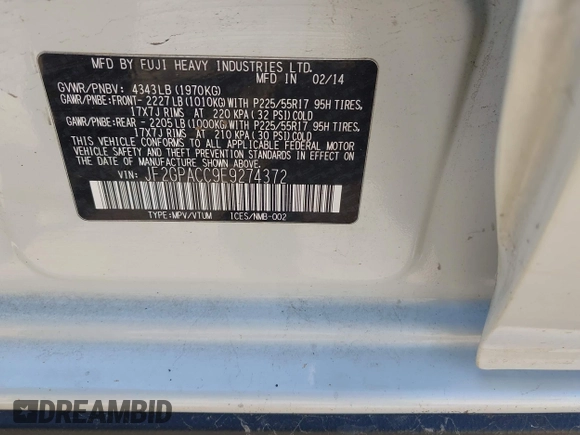 MFD BY FUJI HEAVY INDUSTRIES LTD.
MFD IN 02/14
GVWR/PNBV: 4343LB (1970KG)
GAWR/PNBE:FRONT- 2227LB (1010KG) WITH P225/55R17 95H TIRES,
17X7J RIMS AT 220 KPA (32 PSI) COLD
GAWR/PNBE:REAR - 2205LB (1000KG) WITH P225/55R17 95H TIRES,
17X7J RIMS AT 210 KPA (30 PSI) COLD
THIS VEHICLE CONFORMS TO ALL APPLICABLE FEDERAL MOTOR
VEHICLE SAFETY AND THEFT PREVENTION STANDARDS IN EFFECT
ON THE DATE OF MANUFACTURE SHOWN ABOVE.
VIN: JF2GPACC9E9274372
TYPE:MPV/VTUM ICES/NMB-002
DREAMBID